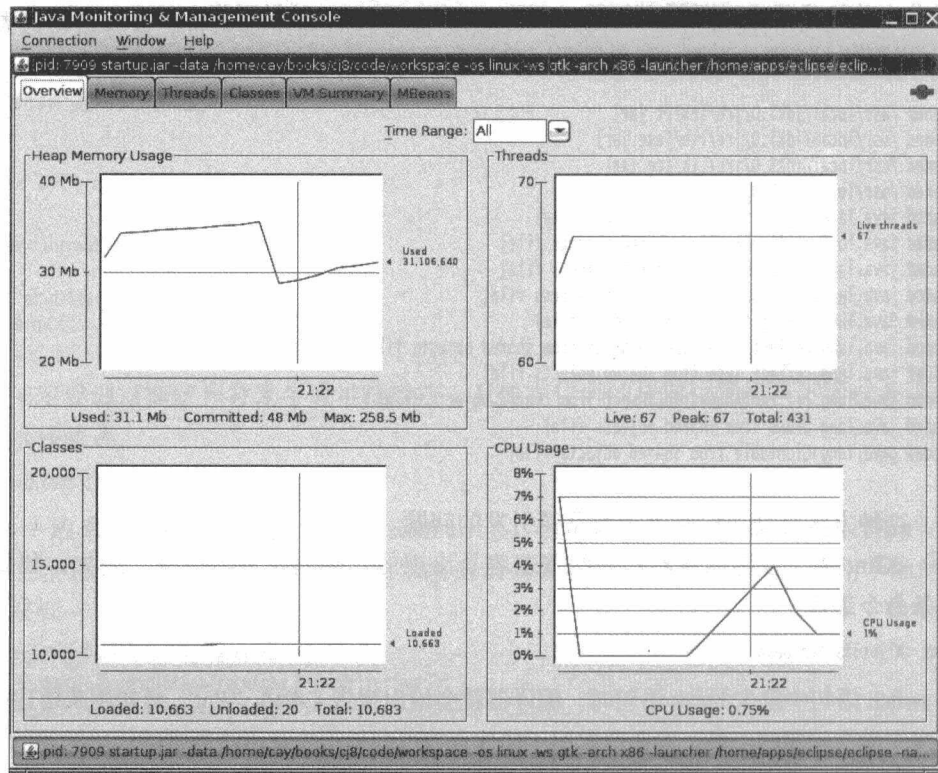 Java Monitoring & Management Console
Connection Window Help
pid: 7909 startup.jar -data /home/cay/books/cj8/code/workspace -os linux -ws gtk -arch x86 -launcher /home/apps/eclipse/eclip...
Overview Memory Threads Classes VM Summary MBeans
Time Range: All
Heap Memory Usage
40 Mb
30 Mb
20 Mb
Used
31,106,640
21:22
Used: 31.1 Mb Committed: 48 Mb Max: 258.5 Mb
Threads
70
60
Live threads
67
21:22
Live: 67 Peak: 67 Total: 431
Classes
20,000
15,000
10,000
Loaded
10,663
21:22
Loaded: 10,663 Unloaded: 20 Total: 10,683
CPU Usage
8%
7%
6%
5%
4%
3%
2%
1%
0%
CPU Usage
1%
21:22
CPU Usage: 0.75%
pid: 7909 startup.jar -data /home/cay/books/cj8/code/workspace -os linux -ws gtk -arch x86 -launcher /home/apps/eclipse/eclipse -na...